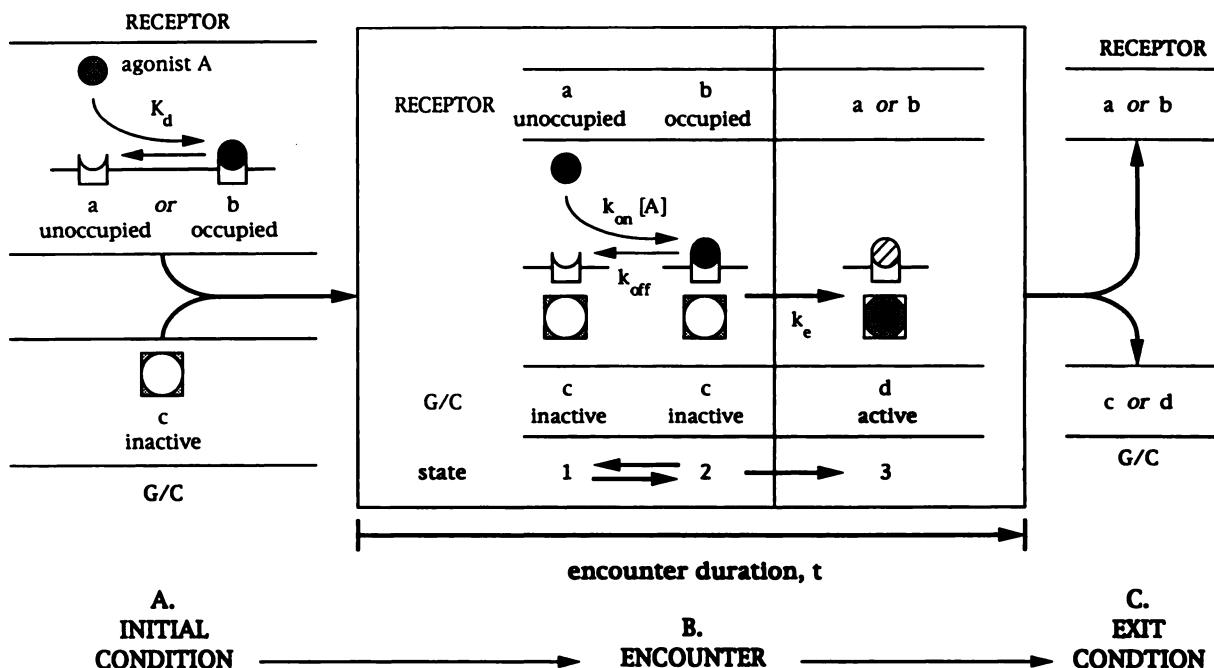 RECEPTOR
agonist A
K_d
a or b
unoccupied occupied
c
inactive
G/C
RECEPTOR
a b a or b
unoccupied occupied
k_on [A]
k_off
k_e
G/C
c c d
inactive inactive active
state 1 2 3
encounter duration, t
RECEPTOR
a or b
c or d
G/C
A.
INITIAL
CONDITION
B.
ENCOUNTER
C.
EXIT
CONDTION